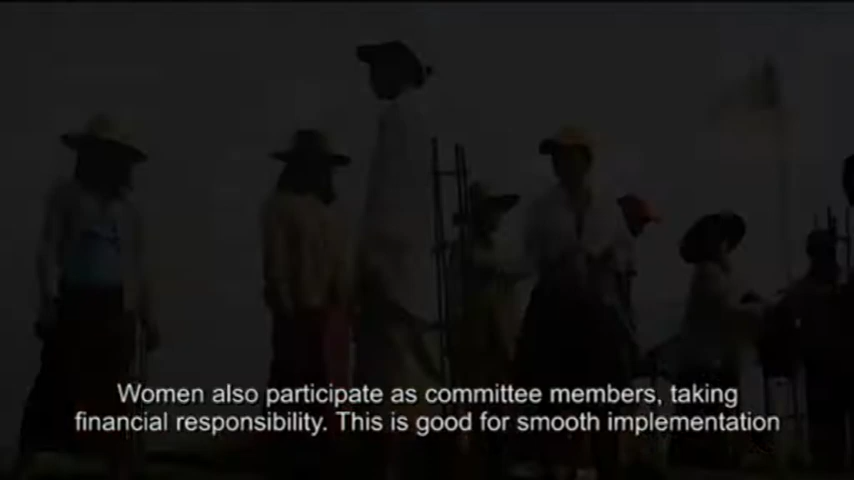 Women also participate as committee members, taking
financial responsibility. This is good for smooth implementation